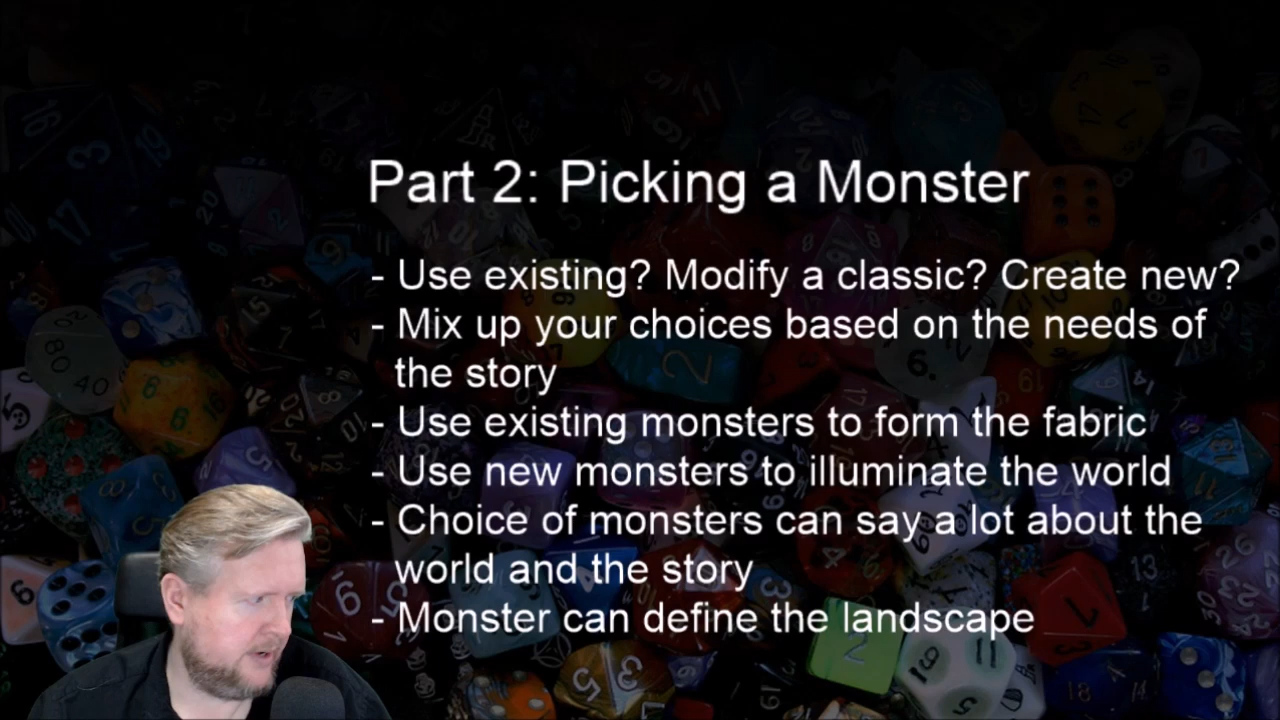 Part 2: Picking a Monster
- Use existing? Modify a classic? Create new?
- Mix up your choices based on the needs of
the story
- Use existing monsters to form the fabric
- Use new monsters to illuminate the world
- Choice of monsters can say a lot about the
world and the story
- Monster can define the landscape